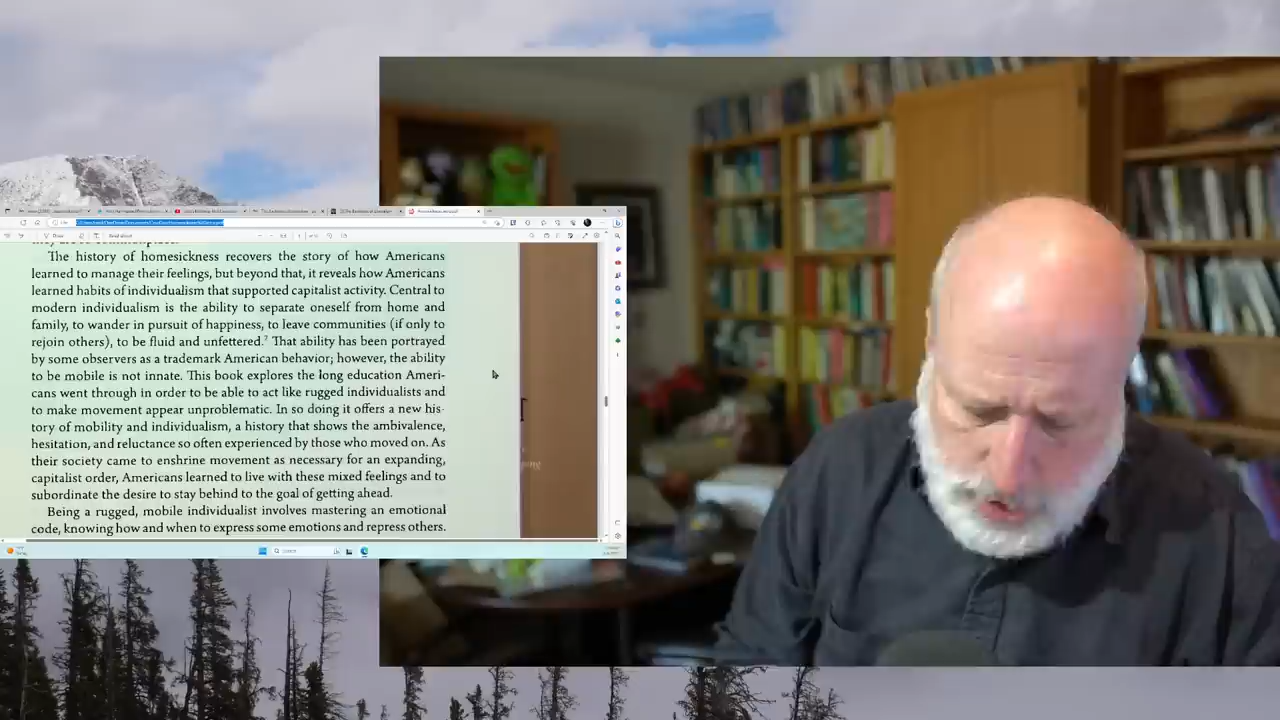 The history of homesickness recovers the story of how Americans
learned to manage their feelings, but beyond that, it reveals how Americans
learned habits of individualism that supported capitalist activity. Central to
modern individualism is the ability to separate oneself from home and
family, to wander in pursuit of happiness, to leave communities (if only to
rejoin others), to be fluid and unfettered.7 That ability has been portrayed
by some observers as a trademark American behavior; however, the ability
to be mobile is not innate. This book explores the long education Ameri-
cans went through in order to be able to act like rugged individualists and
to make movement appear unproblematic. In so doing it offers a new his-
tory of mobility and individualism, a history that shows the ambivalence,
hesitation, and reluctance so often experienced by those who moved on. As
their society came to enshrine movement as necessary for an expanding,
capitalist order, Americans learned to live with these mixed feelings and to
subordinate the desire to stay behind to the goal of getting ahead.
Being a rugged, mobile individualist involves mastering an emotional
code, knowing how and when to express some emotions and repress others.